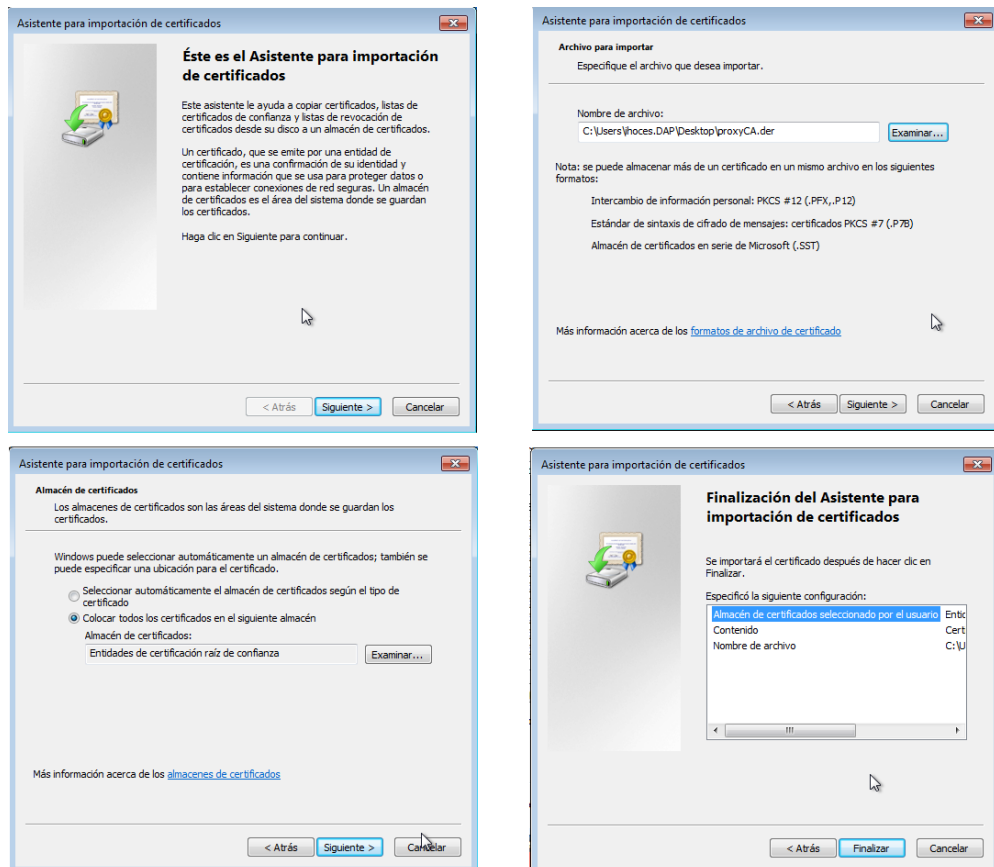 Asistente para importación de certificados
Éste es el Asistente para importación
de certificados
Este asistente le ayuda a copiar certificados, listas de
certificados de confianza y listas de revocación de
certificados desde su disco a un almacén de certificados.
Un certificado, que se emite por una entidad de
certificación, es una confirmación de su identidad y
contiene información que se usa para proteger datos o
para establecer conexiones de red seguras. Un almacén
de certificados es el área del sistema donde se guardan
los certificados.
Haga clic en Siguiente para continuar.
< Atrás
Siguiente >
Cancelar
Asistente para importación de certificados
Archivo para importar
Especifique el archivo que desea importar.
Nombre de archivo:
C:\Users\lhoces.DAP\Desktop\proxyCA.der
Examinar...
Nota: se puede almacenar más de un certificado en un mismo archivo en los siguientes
formatos:
Intercambio de información personal: PKCS #12 (.PFX,.P12)
Estándar de sintaxis de cifrado de mensajes: certificados PKCS #7 (.P7B)
Almacén de certificados en serie de Microsoft (.SST)
Más información acerca de los formatos de archivo de certificado
< Atrás
Siguiente >
Cancelar
Asistente para importación de certificados
Almacén de certificados
Los almacenes de certificados son las áreas del sistema donde se guardan los
certificados.
Windows puede seleccionar automáticamente un almacén de certificados; también se
puede especificar una ubicación para el certificado.
Seleccionar automáticamente el almacén de certificados según el tipo de
certificado
Colocar todos los certificados en el siguiente almacén
Almacén de certificados:
Entidades de certificación raíz de confianza
Examinar...
Más información acerca de los almacenes de certificados
< Atrás
Siguiente >
Cancelar
Asistente para importación de certificados
Finalización del Asistente para
importación de certificados
Se importará el certificado después de hacer clic en
Finalizar.
Especificó la siguiente configuración:
Almacén de certificados seleccionado por el usuario Entic
Contenido Cert
Nombre de archivo C:\U
< Atrás
Finalizar
Cancelar